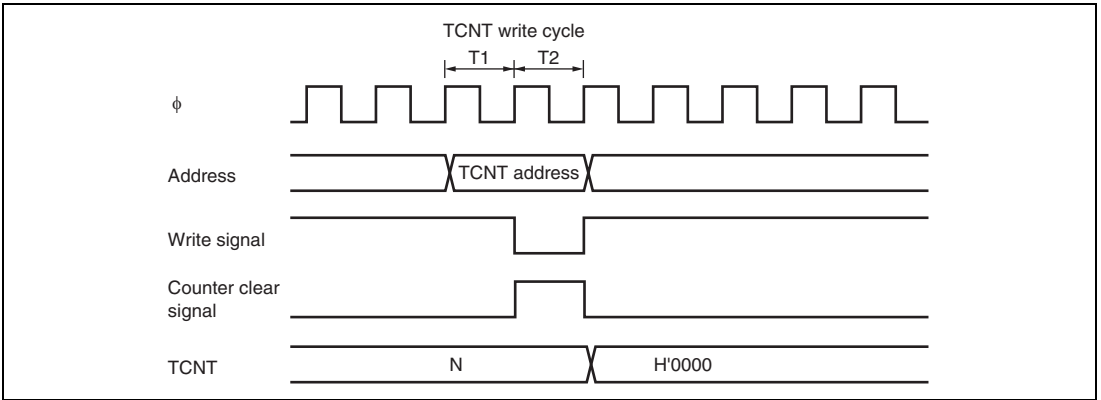 TCNT write cycle
T1 T2
ϕ
Address
TCNT address
Write signal
Counter clear
signal
TCNT
N
H'0000